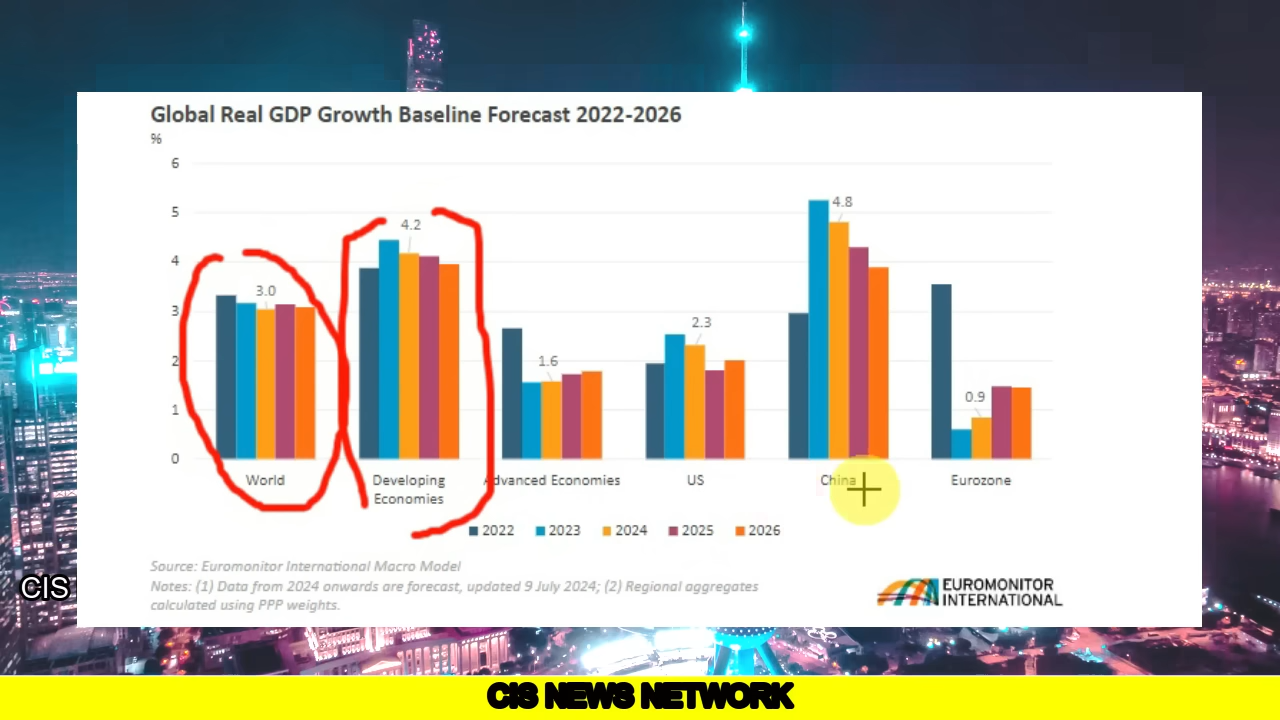 Global Real GDP Growth Baseline Forecast 2022-2026
%
6
5
4
3
2
1
0
3.0
4.2
1.6
2.3
4.8
0.9
World
Developing
Economies
Advanced Economies
US
China
Eurozone
2022 2023 2024 2025 2026
Source: Euromonitor International Macro Model
Notes: (1) Data from 2024 onwards are forecast, updated 9 July 2024; (2) Regional aggregates
calculated using PPP weights.
EUROMONITOR
INTERNATIONAL
CIS
CIS NEWS NETWORK